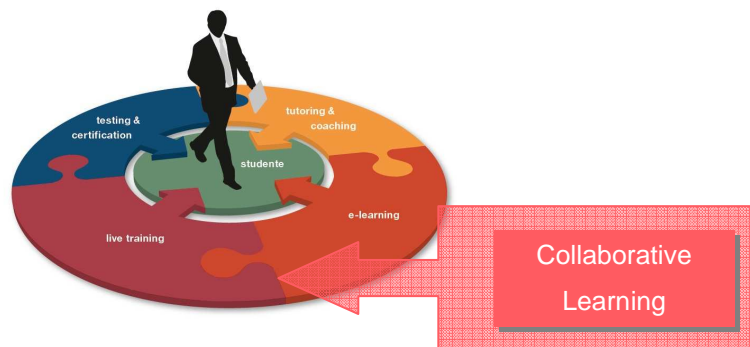 testing &
certification
tutoring &
coaching
studente
e-learning
live training
Collaborative
Learning